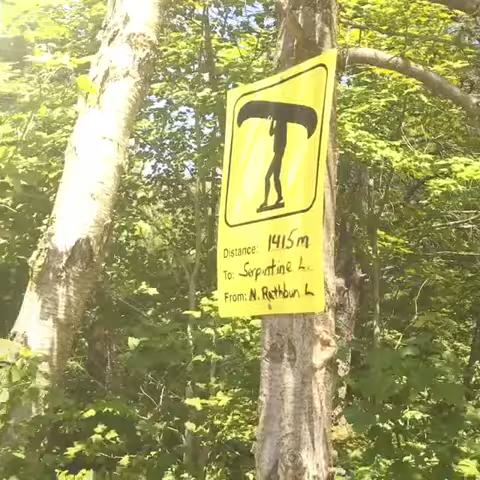 Distance: 1415m
To: Serpentine L.
From: N. Rathbun L